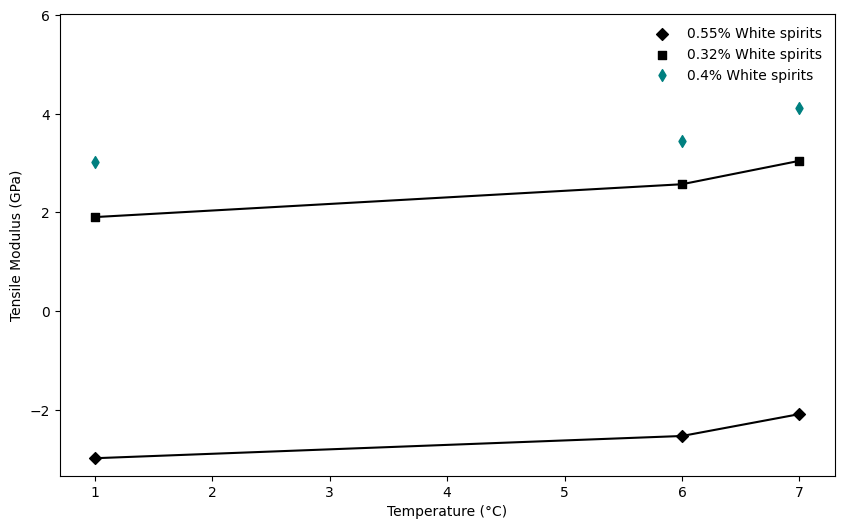 6
4
2
0
−2
Tensile Modulus (GPa)
0.55% White spirits
0.32% White spirits
0.4% White spirits
1 2 3 4 5 6 7
Temperature (°C)